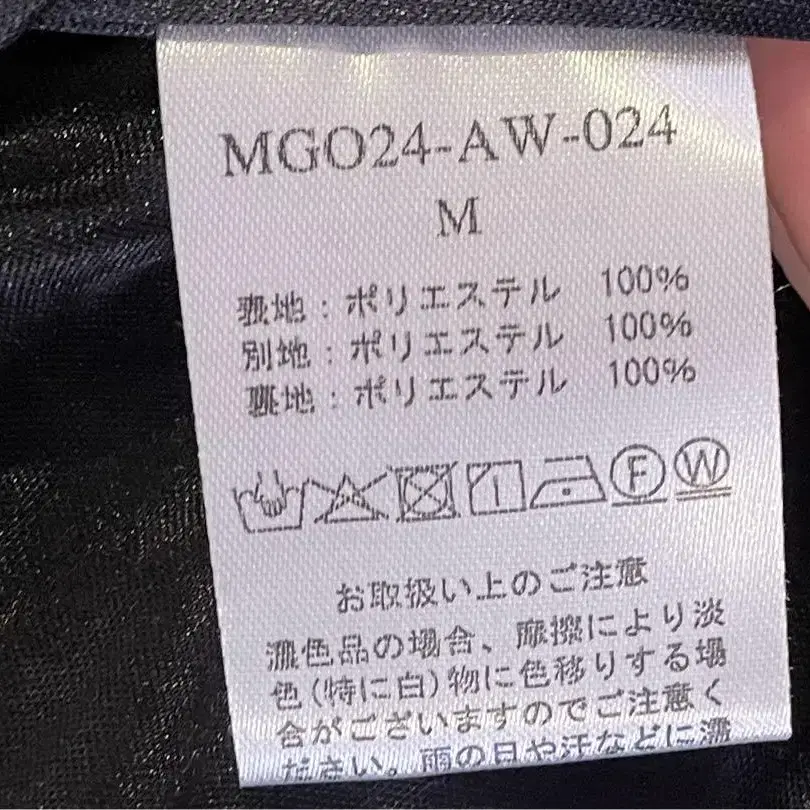 MGO24-AW-024
M
表地：ポリエステル 100%
別地：ポリエステル 100%
裏地：ポリエステル 100%
F W
お取扱い上のご注意
濃色品の場合、摩擦により淡
色(特に白)物に色移りする場
合がございますのでご注意く
ださい。雨の日や汗などに濡